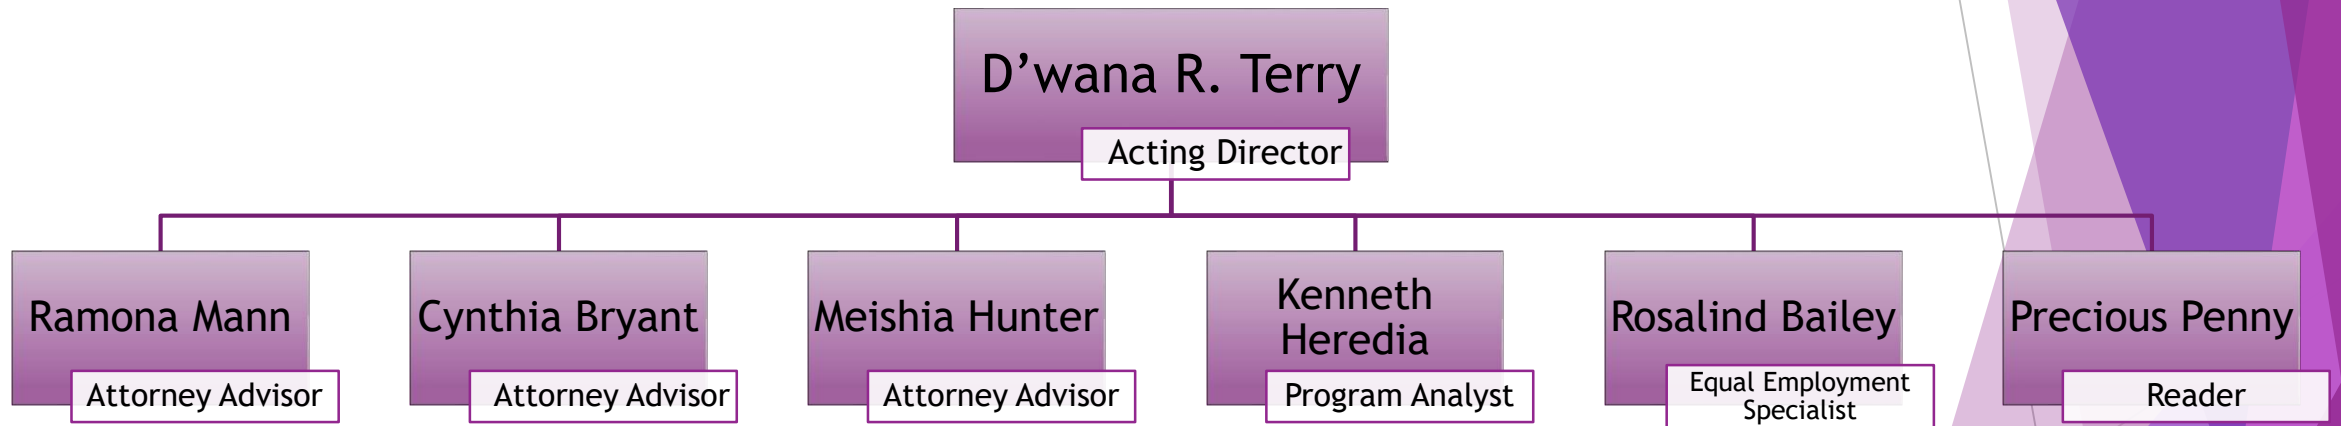 D’wana R. Terry
Acting Director
Ramona Mann
Attorney Advisor
Cynthia Bryant
Attorney Advisor
Meishia Hunter
Attorney Advisor
Kenneth
Heredia
Program Analyst
Rosalind Bailey
Equal Employment
Specialist
Precious Penny
Reader